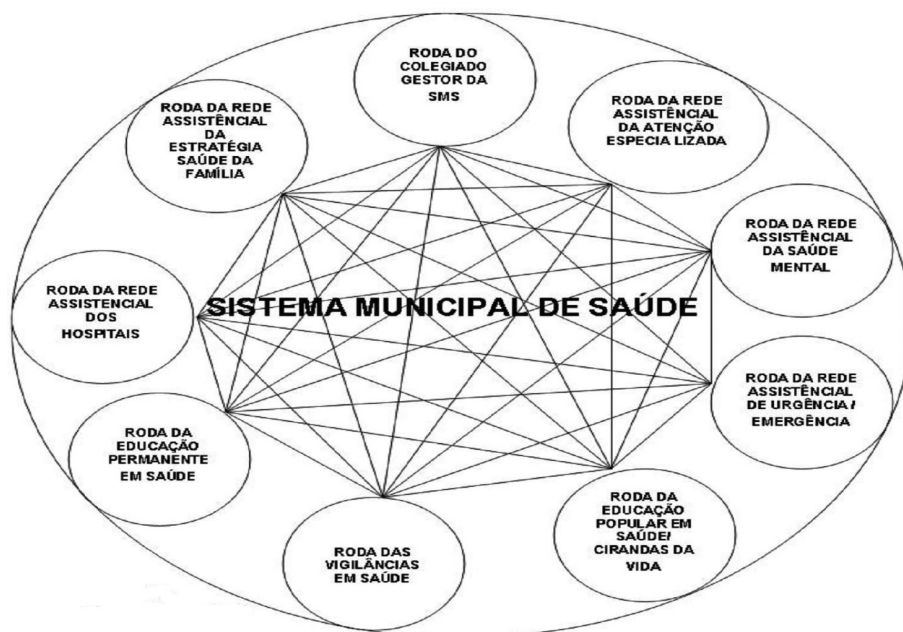 RODA DO
COLEGIADO
GESTOR DA
SMS
RODA DA REDE
ASSISTÊNCIAL
DA ATENÇÃO
ESPECIA LIZADA
RODA DA REDE
ASSISTÊNCIAL
DA SAÚDE
MENTAL
RODA DA REDE
ASSISTÊNCIAL
DE URGÊNCIA /
EMERGÊNCIA
RODA DA
EDUCAÇÃO
POPULAR EM
SAÚDE/
CIRANDAS DA
VIDA
RODA DAS
VIGILÂNCIAS
EM SAÚDE
RODA DA
EDUCAÇÃO
PERMANENTE
EM SAÚDE
RODA DA REDE
ASSISTENCIAL
DOS
HOSPITAIS
RODA DA REDE
ASSISTÊNCIAL
DA
ESTRATÉGIA
SAÚDE DA
FAMÍLIA
SISTEMA MUNICIPAL DE SAÚDE